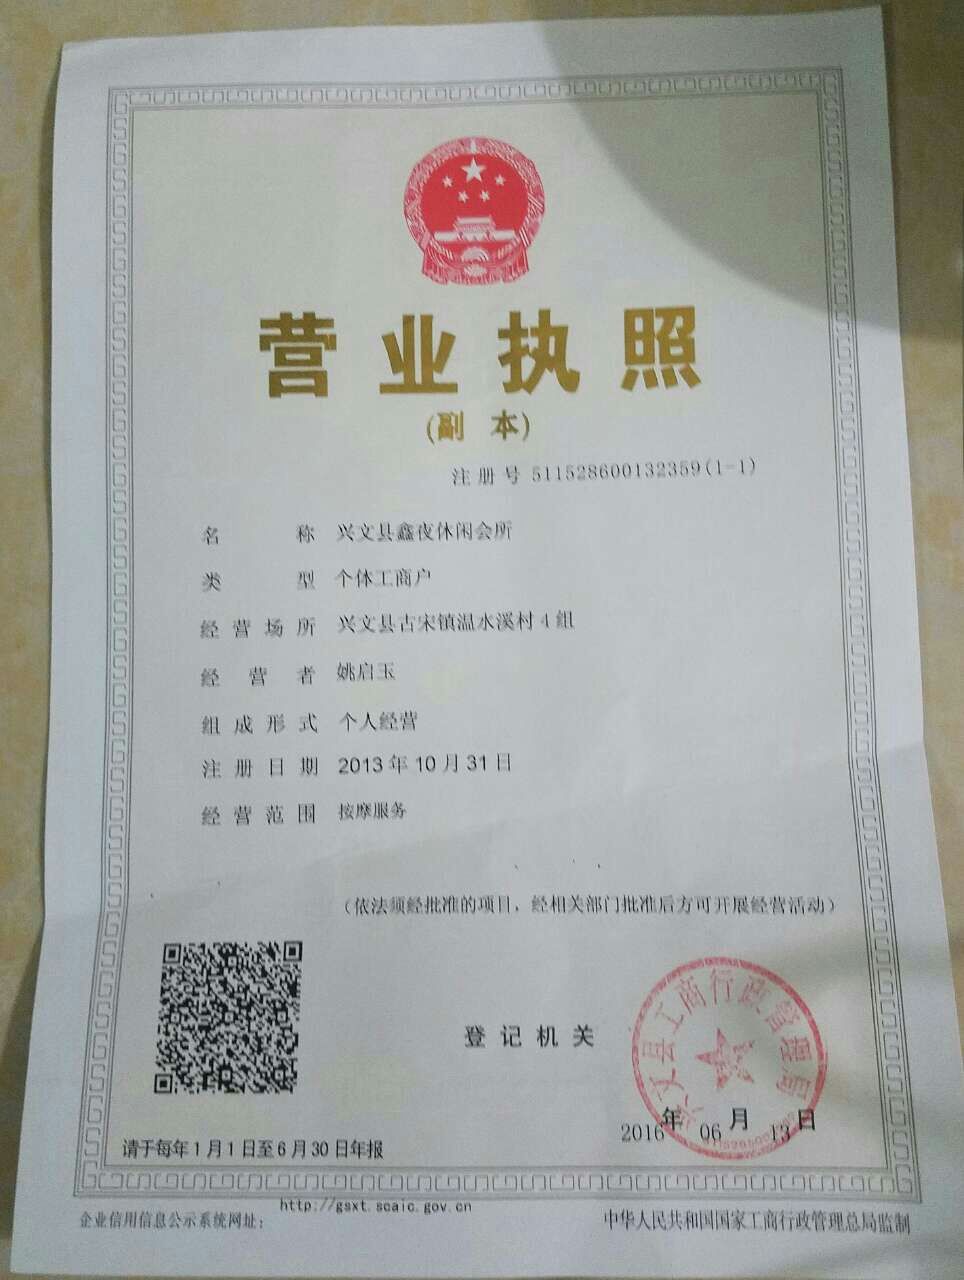 营业执照
(副 本)
注册号 511528600132359(1-1)
名 称 兴文县鑫夜休闲会所
类 型 个体工商户
经营场所 兴文县古宋镇温水溪村4组
经 营 者 姚启玉
组成形式 个人经营
注册日期 2013年10月31日
经营范围 按摩服务
(依法须经批准的项目，经相关部门批准后方可开展经营活动)
登记机关
兴文县工商行政管理局
2016年06月13日
请于每年1月1日至6月30日年报
http://gsxt.scaic.gov.cn
企业信用信息公示系统网址：
中华人民共和国国家工商行政管理总局监制